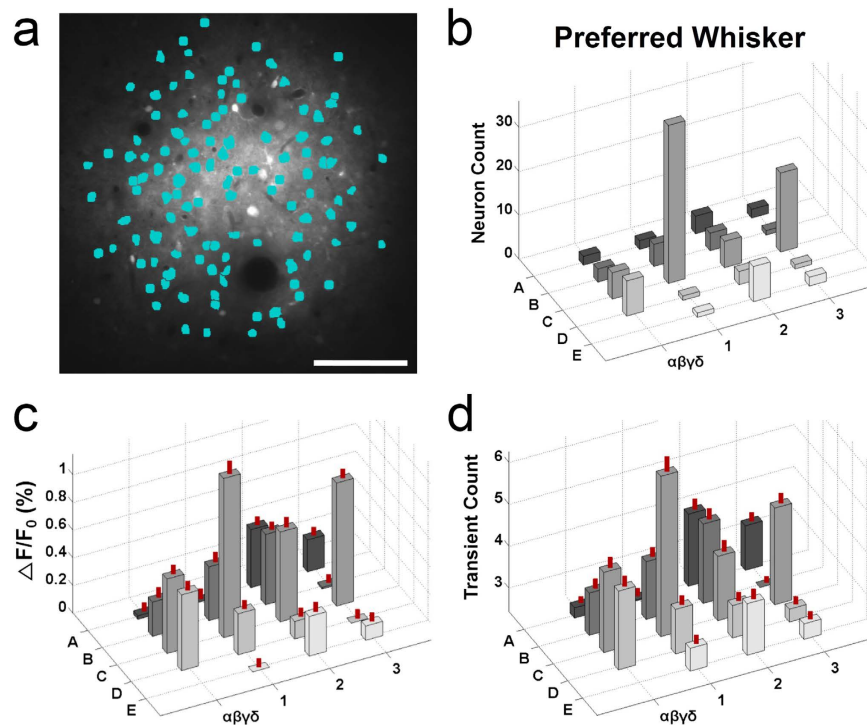 a
b
Preferred Whisker
Neuron Count
30
20
10
0
A
B
C
D
E
αβγδ
1
2
3
c
△F/F0 (%)
1
0.8
0.6
0.4
0.2
0
A
B
C
D
E
αβγδ
1
2
3
d
Transient Count
6
5
4
3
A
B
C
D
E
αβγδ
1
2
3